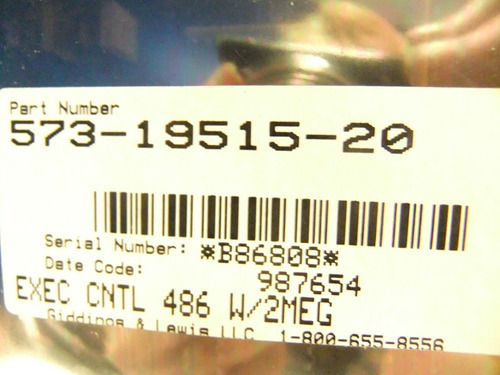 Part Number
573-19515-20
Serial Number: *B86808*
Date Code: 987654
EXEC CNTL 486 W/2MEG
Giddings & Lewis LLC 1-800-655-8556